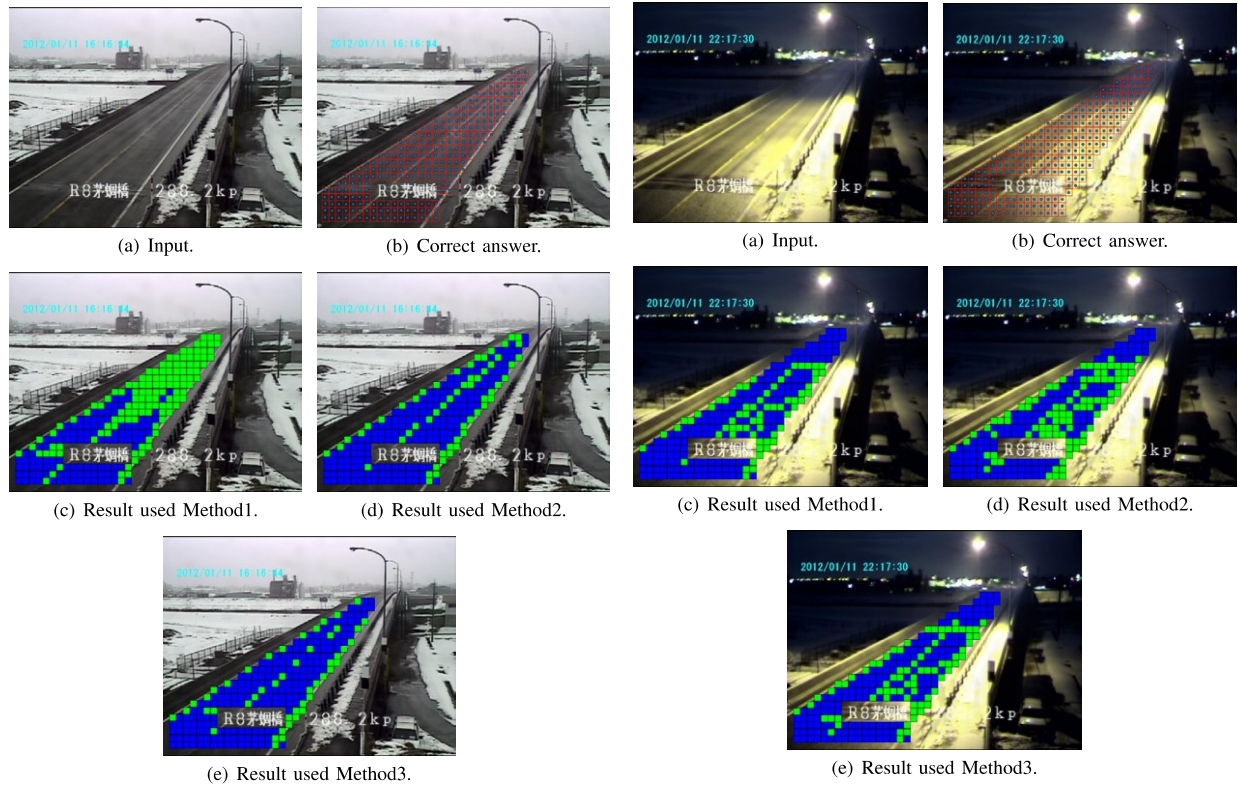 2012/01/11 16:16:44
R8茅蜩橋 288.2kp
(a) Input.
2012/01/11 16:16:44
R8茅蜩橋 288.2kp
(b) Correct answer.
2012/01/11 16:16:44
R8茅蜩橋 288.2kp
(c) Result used Method1.
2012/01/11 16:16:44
R8茅蜩橋 288.2kp
(d) Result used Method2.
2012/01/11 16:16:44
R8茅蜩橋 288.2kp
(e) Result used Method3.
2012/01/11 22:17:30
R8茅蜩橋 288.2kp
(a) Input.
2012/01/11 22:17:30
R8茅蜩橋 288.2kp
(b) Correct answer.
2012/01/11 22:17:30
R8茅蜩橋 288.2kp
(c) Result used Method1.
2012/01/11 22:17:30
R8茅蜩橋 288.2kp
(d) Result used Method2.
2012/01/11 22:17:30
R8茅蜩橋 288.2kp
(e) Result used Method3.